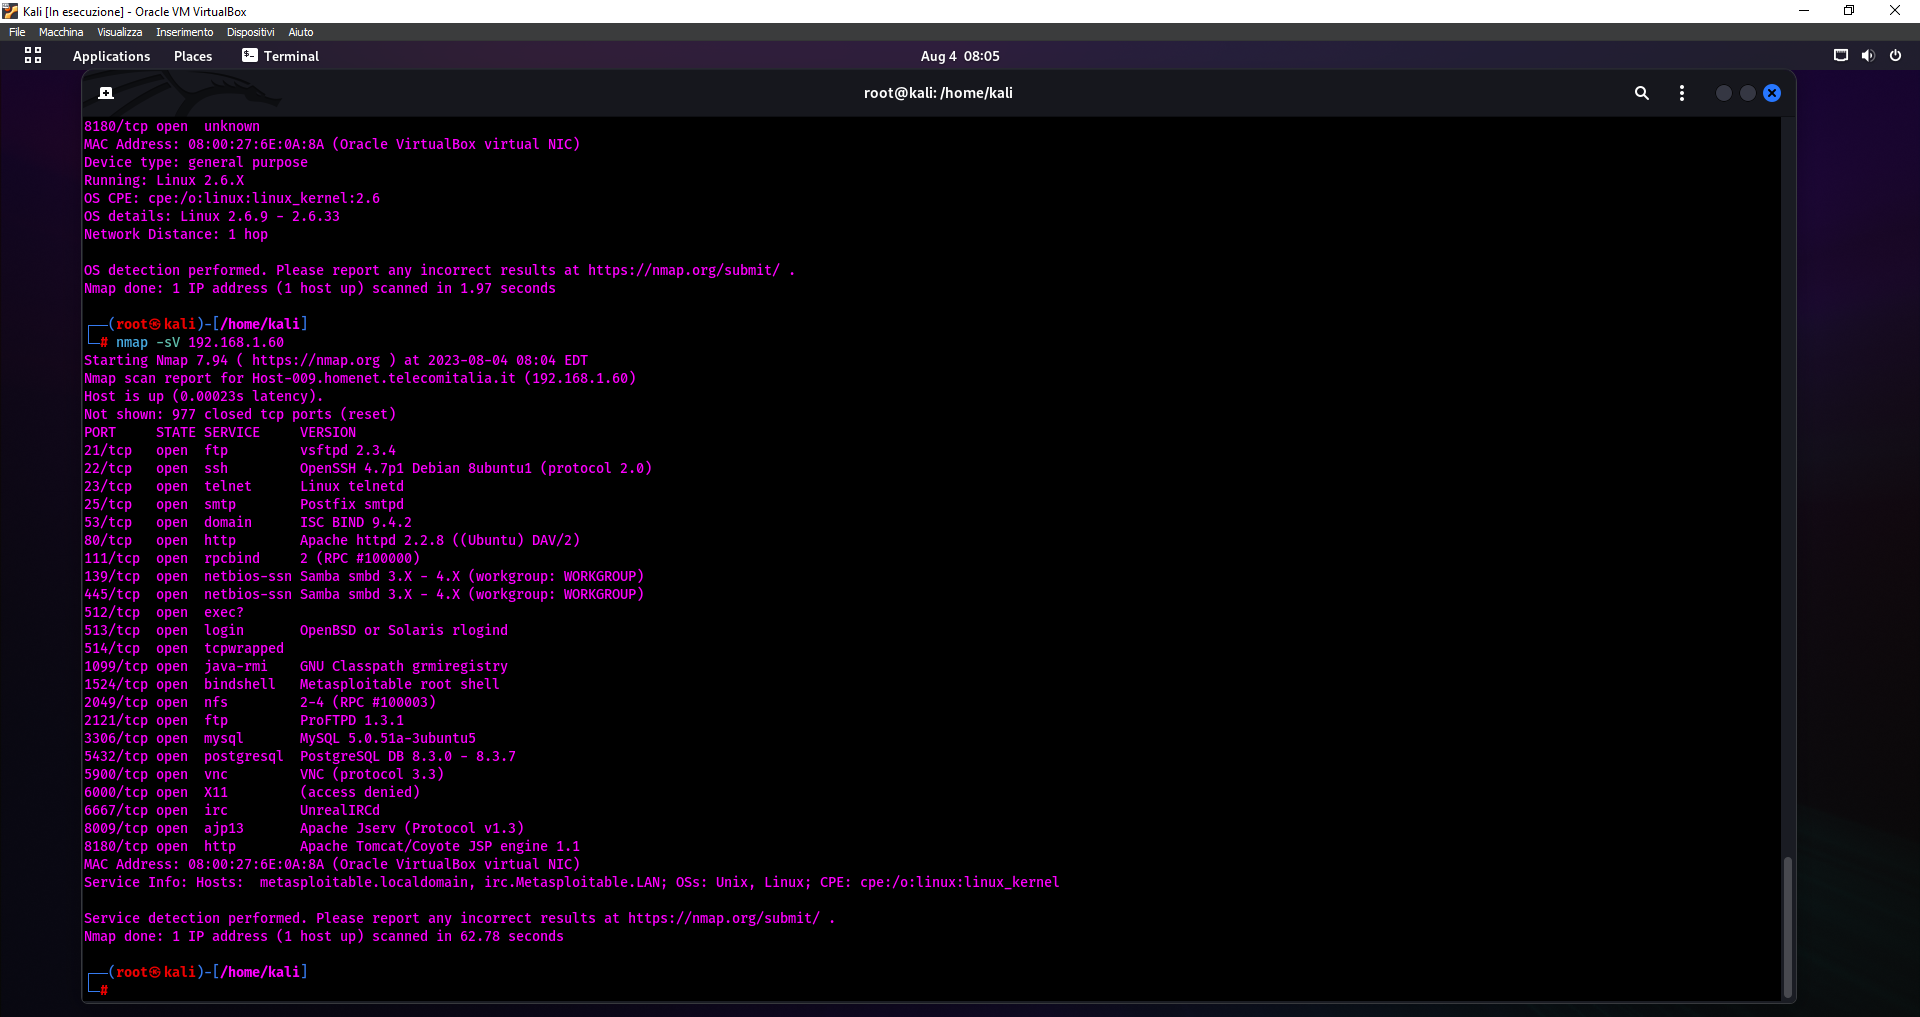 Kali [In esecuzione] - Oracle VM VirtualBox
File Macchina Visualizza Inserimento Dispositivi Aiuto
Applications Places Terminal Aug 4 08:05
root@kali: /home/kali
8180/tcp open  unknown
MAC Address: 08:00:27:6E:0A:8A (Oracle VirtualBox virtual NIC)
Device type: general purpose
Running: Linux 2.6.X
OS CPE: cpe:/o:linux:linux_kernel:2.6
OS details: Linux 2.6.9 - 2.6.33
Network Distance: 1 hop
OS detection performed. Please report any incorrect results at https://nmap.org/submit/ .
Nmap done: 1 IP address (1 host up) scanned in 1.97 seconds
┌──(root㉿kali)-[/home/kali]
└─# nmap -sV 192.168.1.60
Starting Nmap 7.94 ( https://nmap.org ) at 2023-08-04 08:04 EDT
Nmap scan report for Host-009.homenet.telecomitalia.it (192.168.1.60)
Host is up (0.00023s latency).
Not shown: 977 closed tcp ports (reset)
PORT     STATE SERVICE     VERSION
21/tcp   open  ftp         vsftpd 2.3.4
22/tcp   open  ssh         OpenSSH 4.7p1 Debian 8ubuntu1 (protocol 2.0)
23/tcp   open  telnet      Linux telnetd
25/tcp   open  smtp        Postfix smtpd
53/tcp   open  domain      ISC BIND 9.4.2
80/tcp   open  http        Apache httpd 2.2.8 ((Ubuntu) DAV/2)
111/tcp  open  rpcbind     2 (RPC #100000)
139/tcp  open  netbios-ssn Samba smbd 3.X - 4.X (workgroup: WORKGROUP)
445/tcp  open  netbios-ssn Samba smbd 3.X - 4.X (workgroup: WORKGROUP)
512/tcp  open  exec?
513/tcp  open  login       OpenBSD or Solaris rlogind
514/tcp  open  tcpwrapped
1099/tcp open  java-rmi    GNU Classpath grmiregistry
1524/tcp open  bindshell   Metasploitable root shell
2049/tcp open  nfs         2-4 (RPC #100003)
2121/tcp open  ftp         ProFTPD 1.3.1
3306/tcp open  mysql       MySQL 5.0.51a-3ubuntu5
5432/tcp open  postgresql  PostgreSQL DB 8.3.0 - 8.3.7
5900/tcp open  vnc         VNC (protocol 3.3)
6000/tcp open  X11         (access denied)
6667/tcp open  irc         UnrealIRCd
8009/tcp open  ajp13       Apache Jserv (Protocol v1.3)
8180/tcp open  http        Apache Tomcat/Coyote JSP engine 1.1
MAC Address: 08:00:27:6E:0A:8A (Oracle VirtualBox virtual NIC)
Service Info: Hosts:  metasploitable.localdomain, irc.Metasploitable.LAN; OSs: Unix, Linux; CPE: cpe:/o:linux:linux_kernel
Service detection performed. Please report any incorrect results at https://nmap.org/submit/ .
Nmap done: 1 IP address (1 host up) scanned in 62.78 seconds
┌──(root㉿kali)-[/home/kali]
└─#